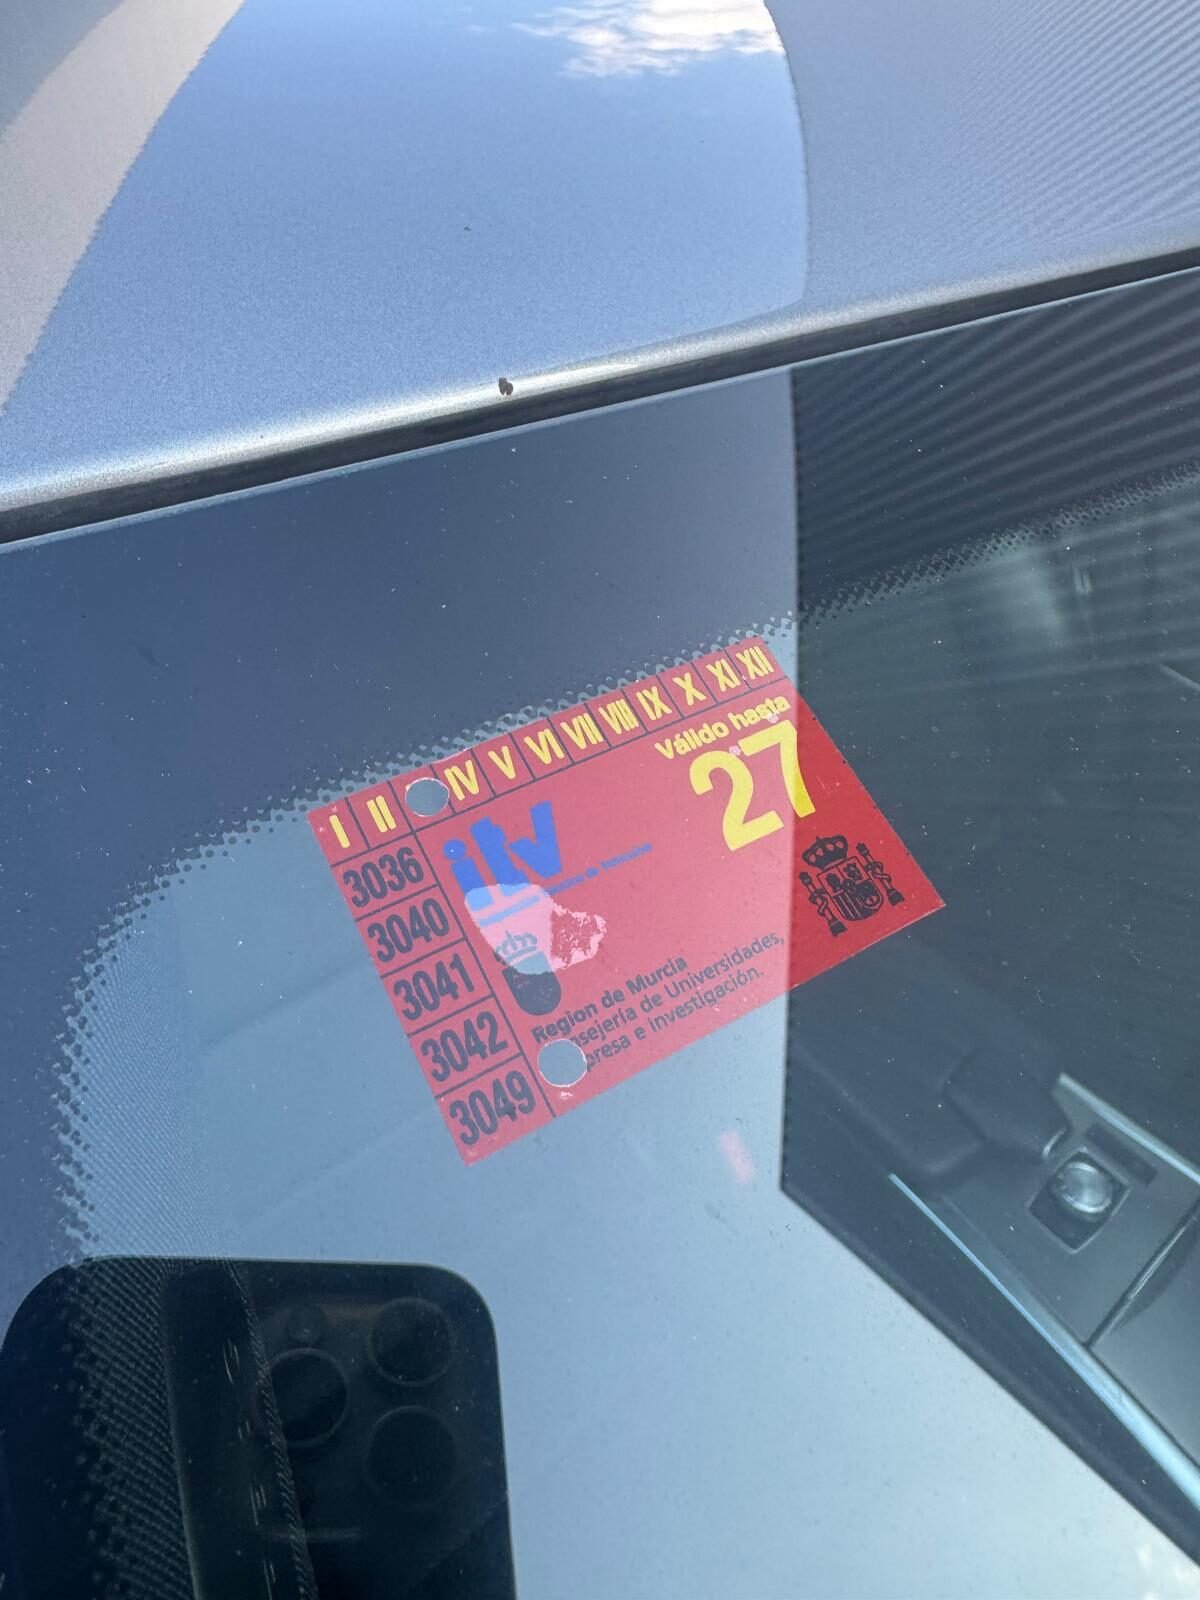 I II IV V VI VII VIII IX X XI XII
Válido hasta
27
3036
itv
3040
3041
3042
3049
Region de Murcia
de Universidades,
e Investigación.